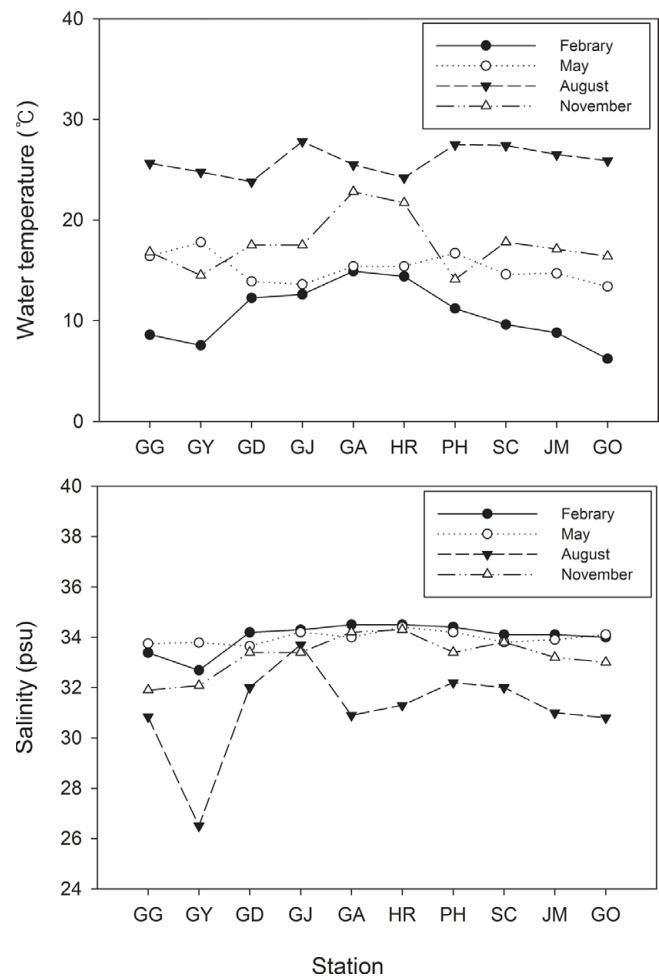 40
30
20
10
0
Water temperature (℃)
Febrary
May
August
November
GG GY GD GJ GA HR PH SC JM GO
40
38
36
34
32
30
28
26
24
Salinity (psu)
Febrary
May
August
November
GG GY GD GJ GA HR PH SC JM GO
Station